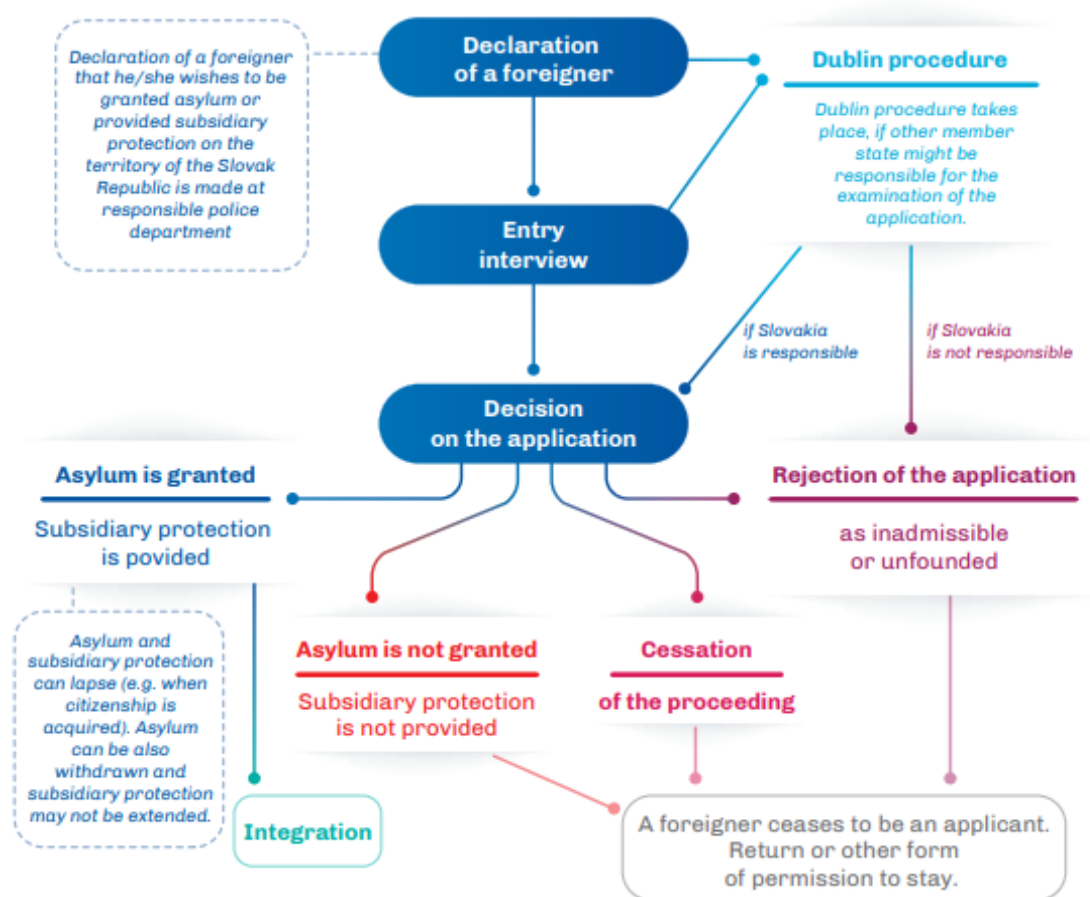 Declaration
of a foreigner
Declaration of a foreigner
that he/she wishes to be
granted asylum or
provided subsidiary
protection on the
territory of the Slovak
Republic is made at
responsible police
department
Dublin procedure
Dublin procedure takes
place, if other member
state might be
responsible for the
examination of the
application.
Entry
interview
if Slovakia
is responsible
if Slovakia
is not responsible
Decision
on the application
Asylum is granted
Subsidiary protection
is povided
Rejection of the application
as inadmissible
or unfounded
Asylum and
subsidiary protection
can lapse (e.g. when
citizenship is
acquired). Asylum
can be also
withdrawn and
subsidiary protection
may not be extended.
Asylum is not granted
Subsidiary protection
is not provided
Cessation
of the proceeding
Integration
A foreigner ceases to be an applicant.
Return or other form
of permission to stay.